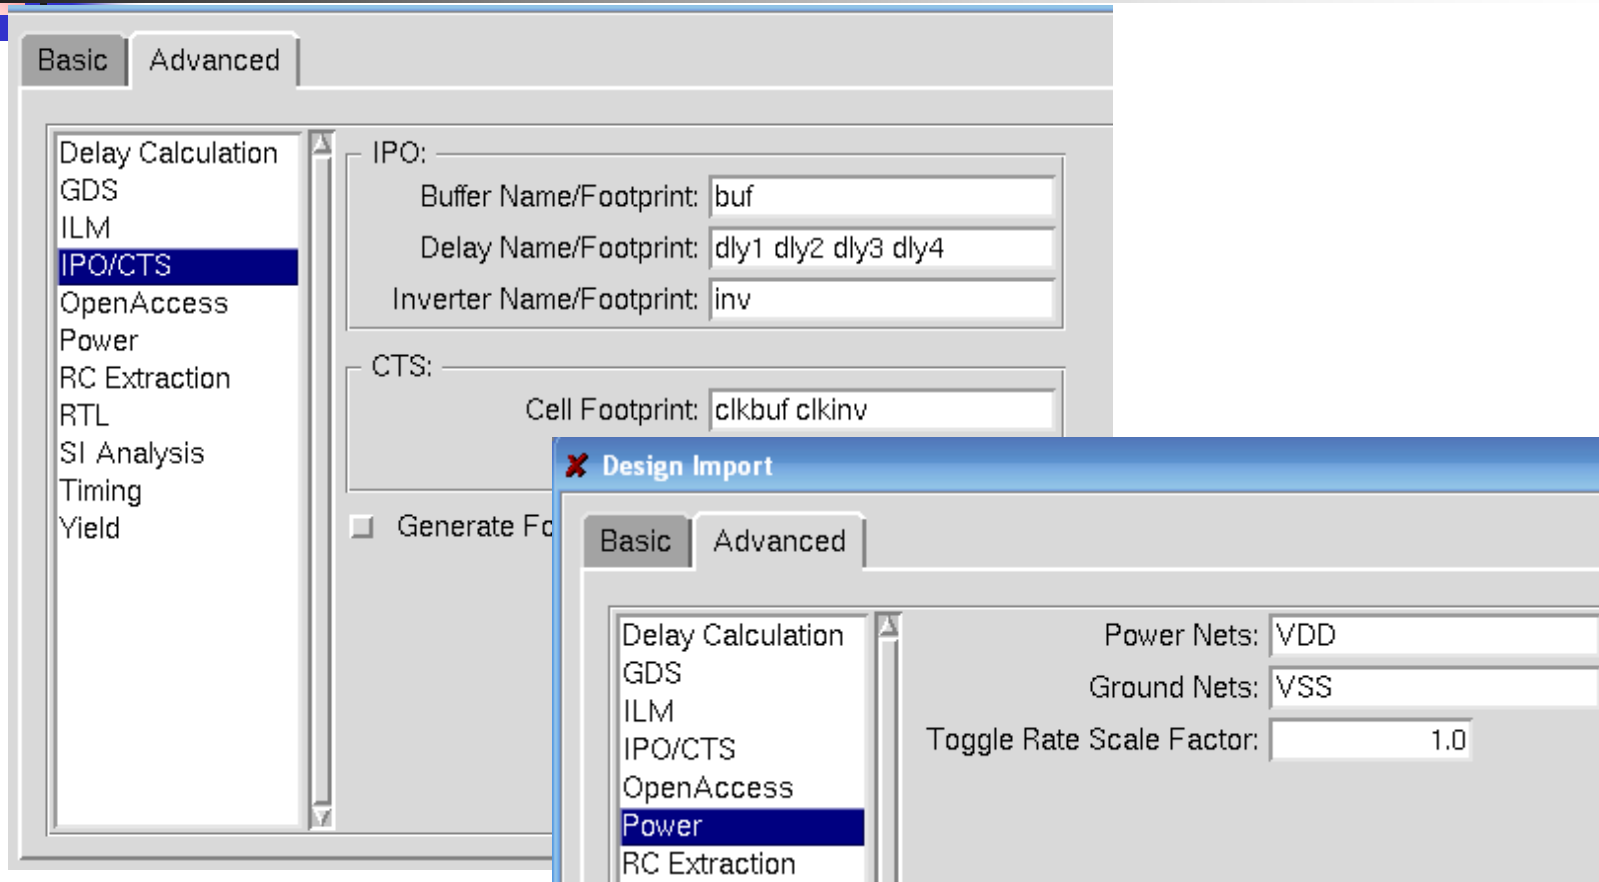 Basic Advanced
Delay Calculation
GDS
ILM
IPO/CTS
OpenAccess
Power
RC Extraction
RTL
SI Analysis
Timing
Yield
IPO:
Buffer Name/Footprint: buf
Delay Name/Footprint: dly1 dly2 dly3 dly4
Inverter Name/Footprint: inv
CTS:
Cell Footprint: clkbuf clkinv
Generate
Design Import
Basic Advanced
Delay Calculation
GDS
ILM
IPO/CTS
OpenAccess
Power
RC Extraction
Power Nets: VDD
Ground Nets: VSS
Toggle Rate Scale Factor: 1.0